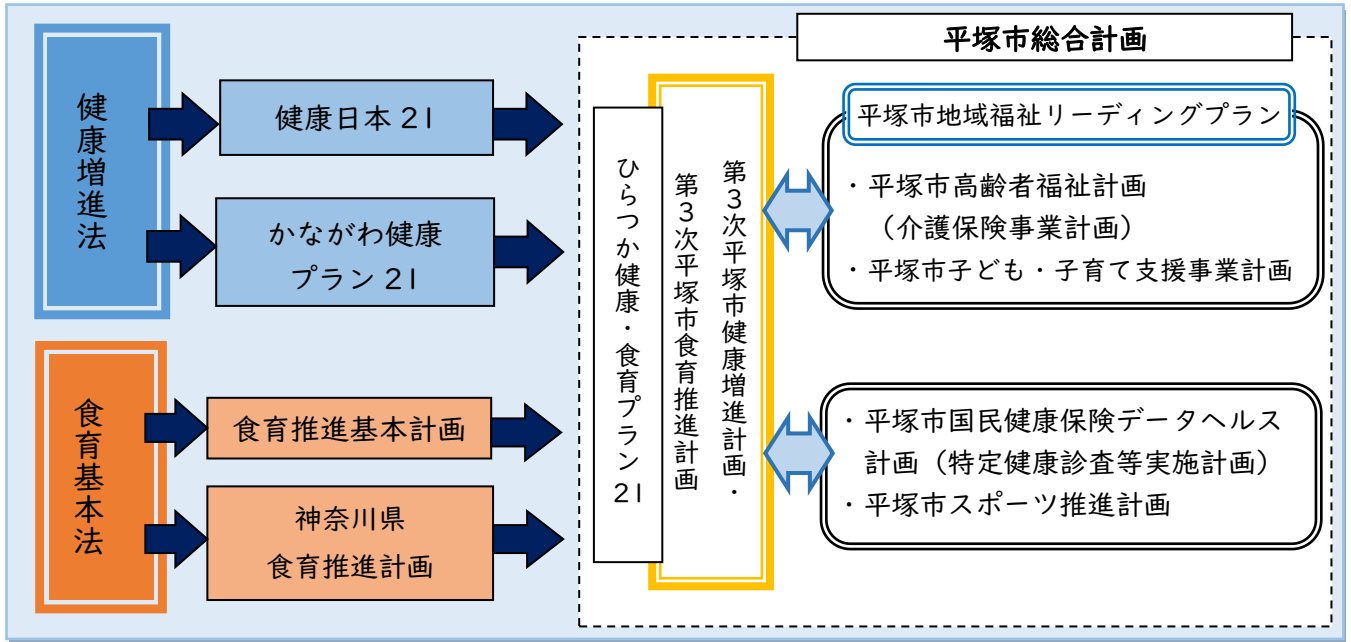 健康増進法
健康日本 21
かながわ健康
プラン 21
食育基本法
食育推進基本計画
神奈川県
食育推進計画
平塚市総合計画
ひらつか健康・食育プラン 21
第3次平塚市健康増進計画・
第3次平塚市食育推進計画
平塚市地域福祉リーディングプラン
・平塚市高齢者福祉計画
（介護保険事業計画）
・平塚市子ども・子育て支援事業計画
・平塚市国民健康保険データヘルス
計画（特定健康診査等実施計画）
・平塚市スポーツ推進計画